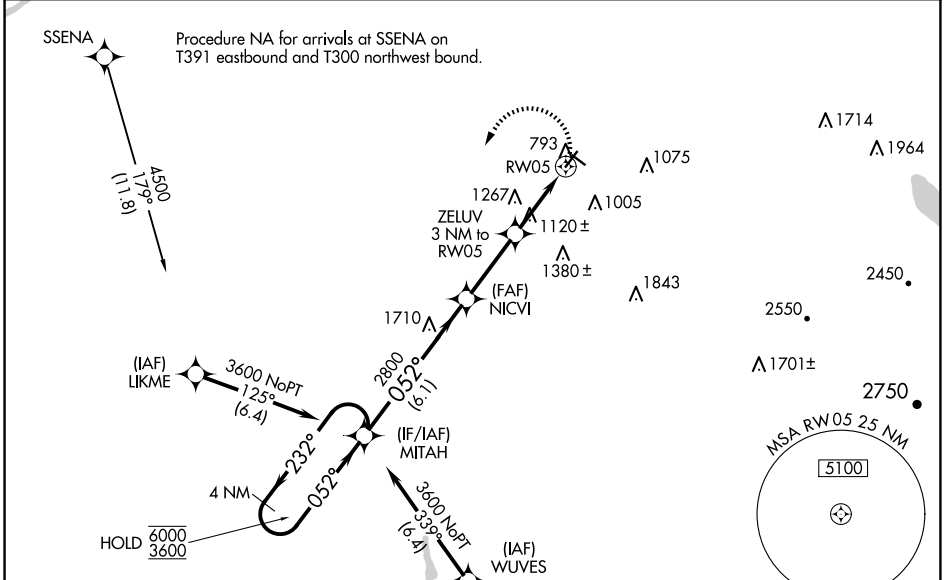 SSENA
Procedure NA for arrivals at SSENA on
T391 eastbound and T300 northwest bound.
4500
179°
(11.8)
793
RW05
1075
1714
1964
1267
1005
ZELUV
3 NM to
RW05
1120 ±
1380 ±
1843
2450
(FAF)
NICVI
1710
2550
1701±
2750
(IAF)
LIKME
3600 NoPT
125°
(6.4)
2800
052°
(6.1)
(IF/IAF)
MITAH
232°
052°
4 NM
HOLD 6000
3600
3600 NoPT
339°
(6.4)
(IAF)
WUVES
MSA RW05 25 NM
5100